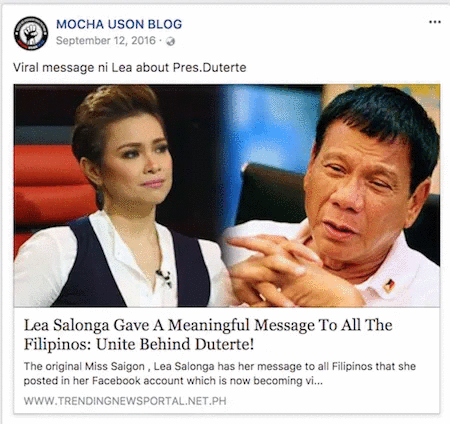 MOCHA USON BLOG
September 12, 2016 ·
Viral message ni Lea about Pres.Duterte
Lea Salonga Gave A Meaningful Message To All The
Filipinos: Unite Behind Duterte!
The original Miss Saigon , Lea Salonga has her message to all Filipinos that she
posted in her Facebook account which is now becoming vi...
WWW.TRENDINGNEWSPORTAL.NET.PH